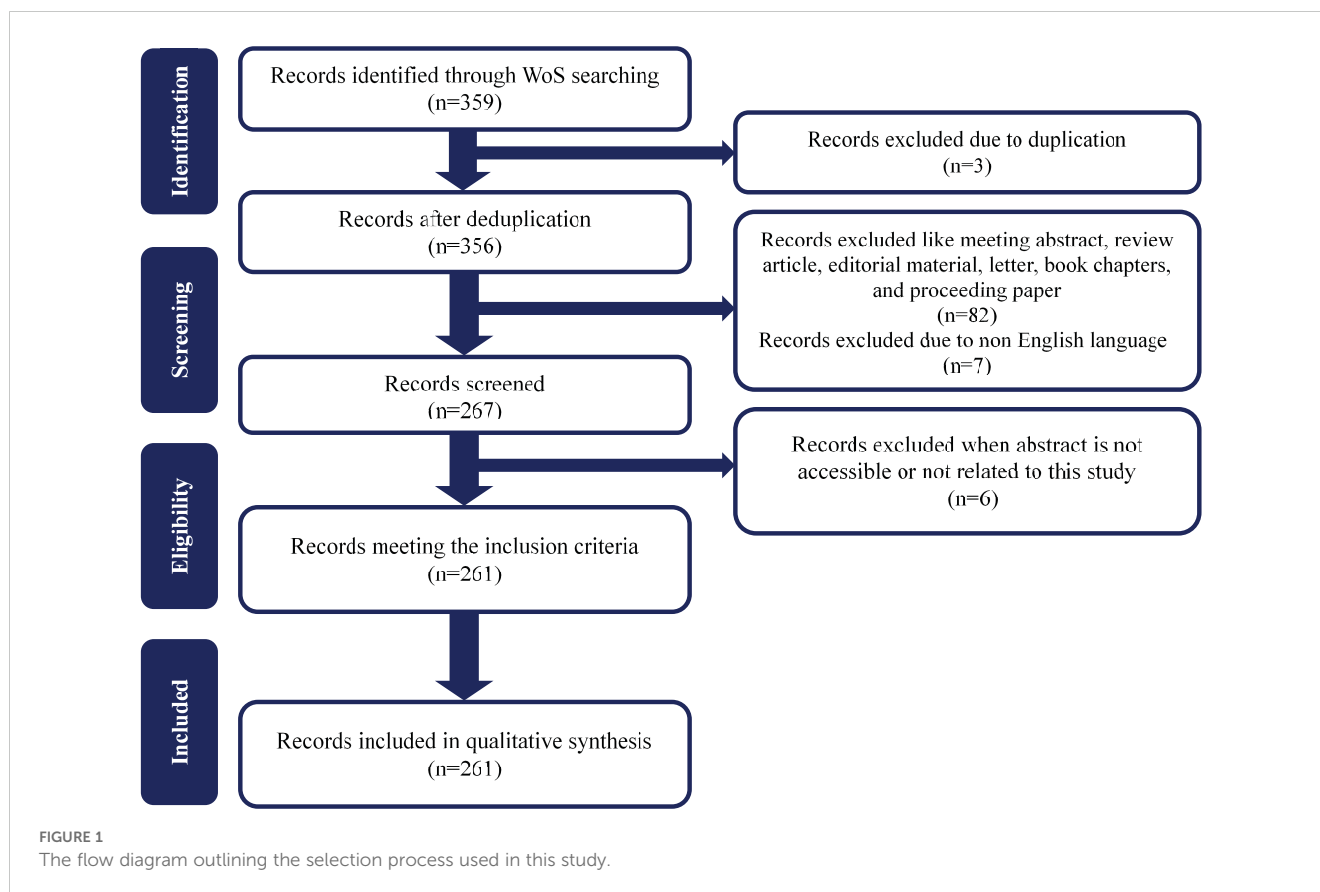 Identification
Records identified through WoS searching
(n=359)
Records excluded due to duplication
(n=3)
Records after deduplication
(n=356)
Screening
Records excluded like meeting abstract, review
article, editorial material, letter, book chapters,
and proceeding paper
(n=82)
Records excluded due to non English language
(n=7)
Records screened
(n=267)
Eligibility
Records excluded when abstract is not
accessible or not related to this study
(n=6)
Records meeting the inclusion criteria
(n=261)
Included
Records included in qualitative synthesis
(n=261)
FIGURE 1
The flow diagram outlining the selection process used in this study.